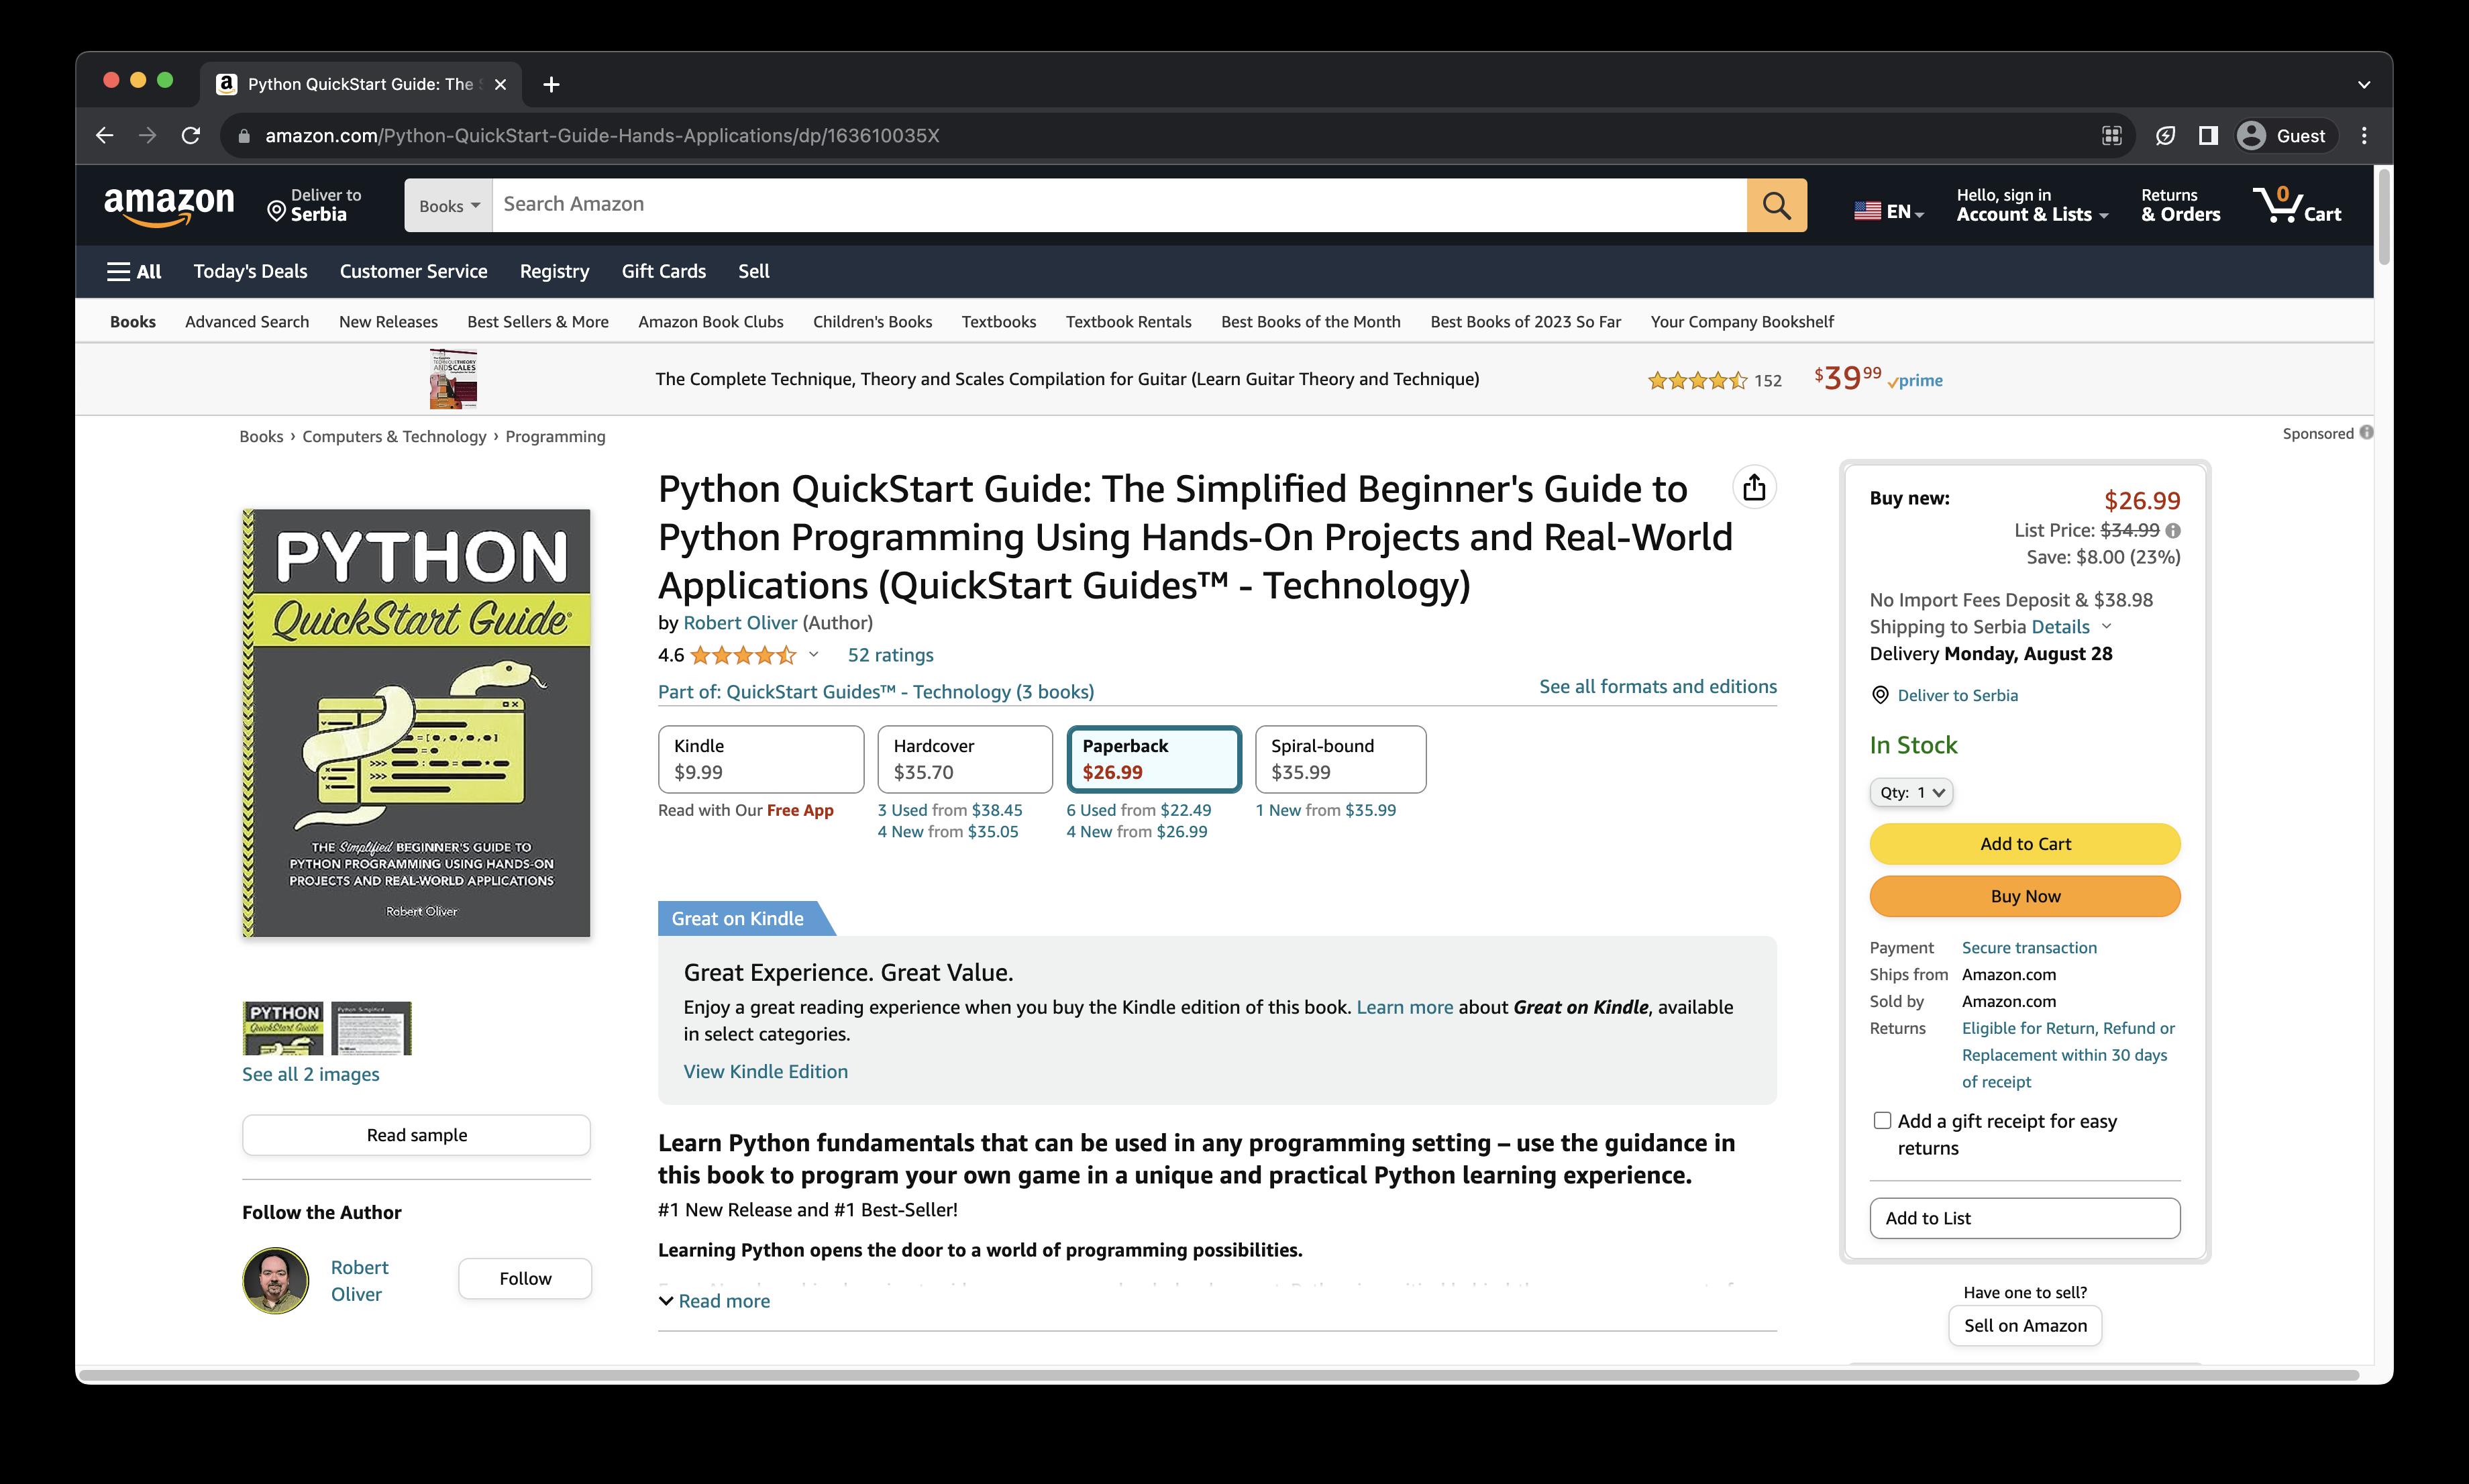 Python QuickStart Guide: The
amazon.com/Python-QuickStart-Guide-Hands-Applications/dp/163610035X
Guest
amazon
Deliver to
Serbia
Books
Search Amazon
EN
Hello, sign in
Account & Lists
Returns
& Orders
0
Cart
All Today's Deals Customer Service Registry Gift Cards Sell
Books Advanced Search New Releases Best Sellers & More Amazon Book Clubs Children's Books Textbooks Textbook Rentals Best Books of the Month Best Books of 2023 So Far Your Company Bookshelf
The Complete Technique, Theory and Scales Compilation for Guitar (Learn Guitar Theory and Technique) 152 $39.99 prime
Sponsored
Books › Computers & Technology › Programming
PYTHON
QuickStart Guide®
THE Simplified BEGINNER'S GUIDE TO
PYTHON PROGRAMMING USING HANDS-ON
PROJECTS AND REAL-WORLD APPLICATIONS
Robert Oliver
PYTHON
QuickStart Guide
See all 2 images
Read sample
Follow the Author
Robert
Oliver
Follow
Python QuickStart Guide: The Simplified Beginner's Guide to
Python Programming Using Hands-On Projects and Real-World
Applications (QuickStart Guides™ - Technology)
by Robert Oliver (Author)
4.6 52 ratings
Part of: QuickStart Guides™ - Technology (3 books)
See all formats and editions
Kindle
$9.99
Read with Our Free App
Hardcover
$35.70
3 Used from $38.45
4 New from $35.05
Paperback
$26.99
6 Used from $22.49
4 New from $26.99
Spiral-bound
$35.99
1 New from $35.99
Great on Kindle
Great Experience. Great Value.
Enjoy a great reading experience when you buy the Kindle edition of this book. Learn more about Great on Kindle, available
in select categories.
View Kindle Edition
Learn Python fundamentals that can be used in any programming setting – use the guidance in
this book to program your own game in a unique and practical Python learning experience.
#1 New Release and #1 Best-Seller!
Learning Python opens the door to a world of programming possibilities.
Read more
Buy new: $26.99
List Price: $34.99
Save: $8.00 (23%)
No Import Fees Deposit & $38.98
Shipping to Serbia Details
Delivery Monday, August 28
Deliver to Serbia
In Stock
Qty: 1
Add to Cart
Buy Now
Payment Secure transaction
Ships from Amazon.com
Sold by Amazon.com
Returns Eligible for Return, Refund or
Replacement within 30 days
of receipt
Add a gift receipt for easy
returns
Add to List
Have one to sell?
Sell on Amazon